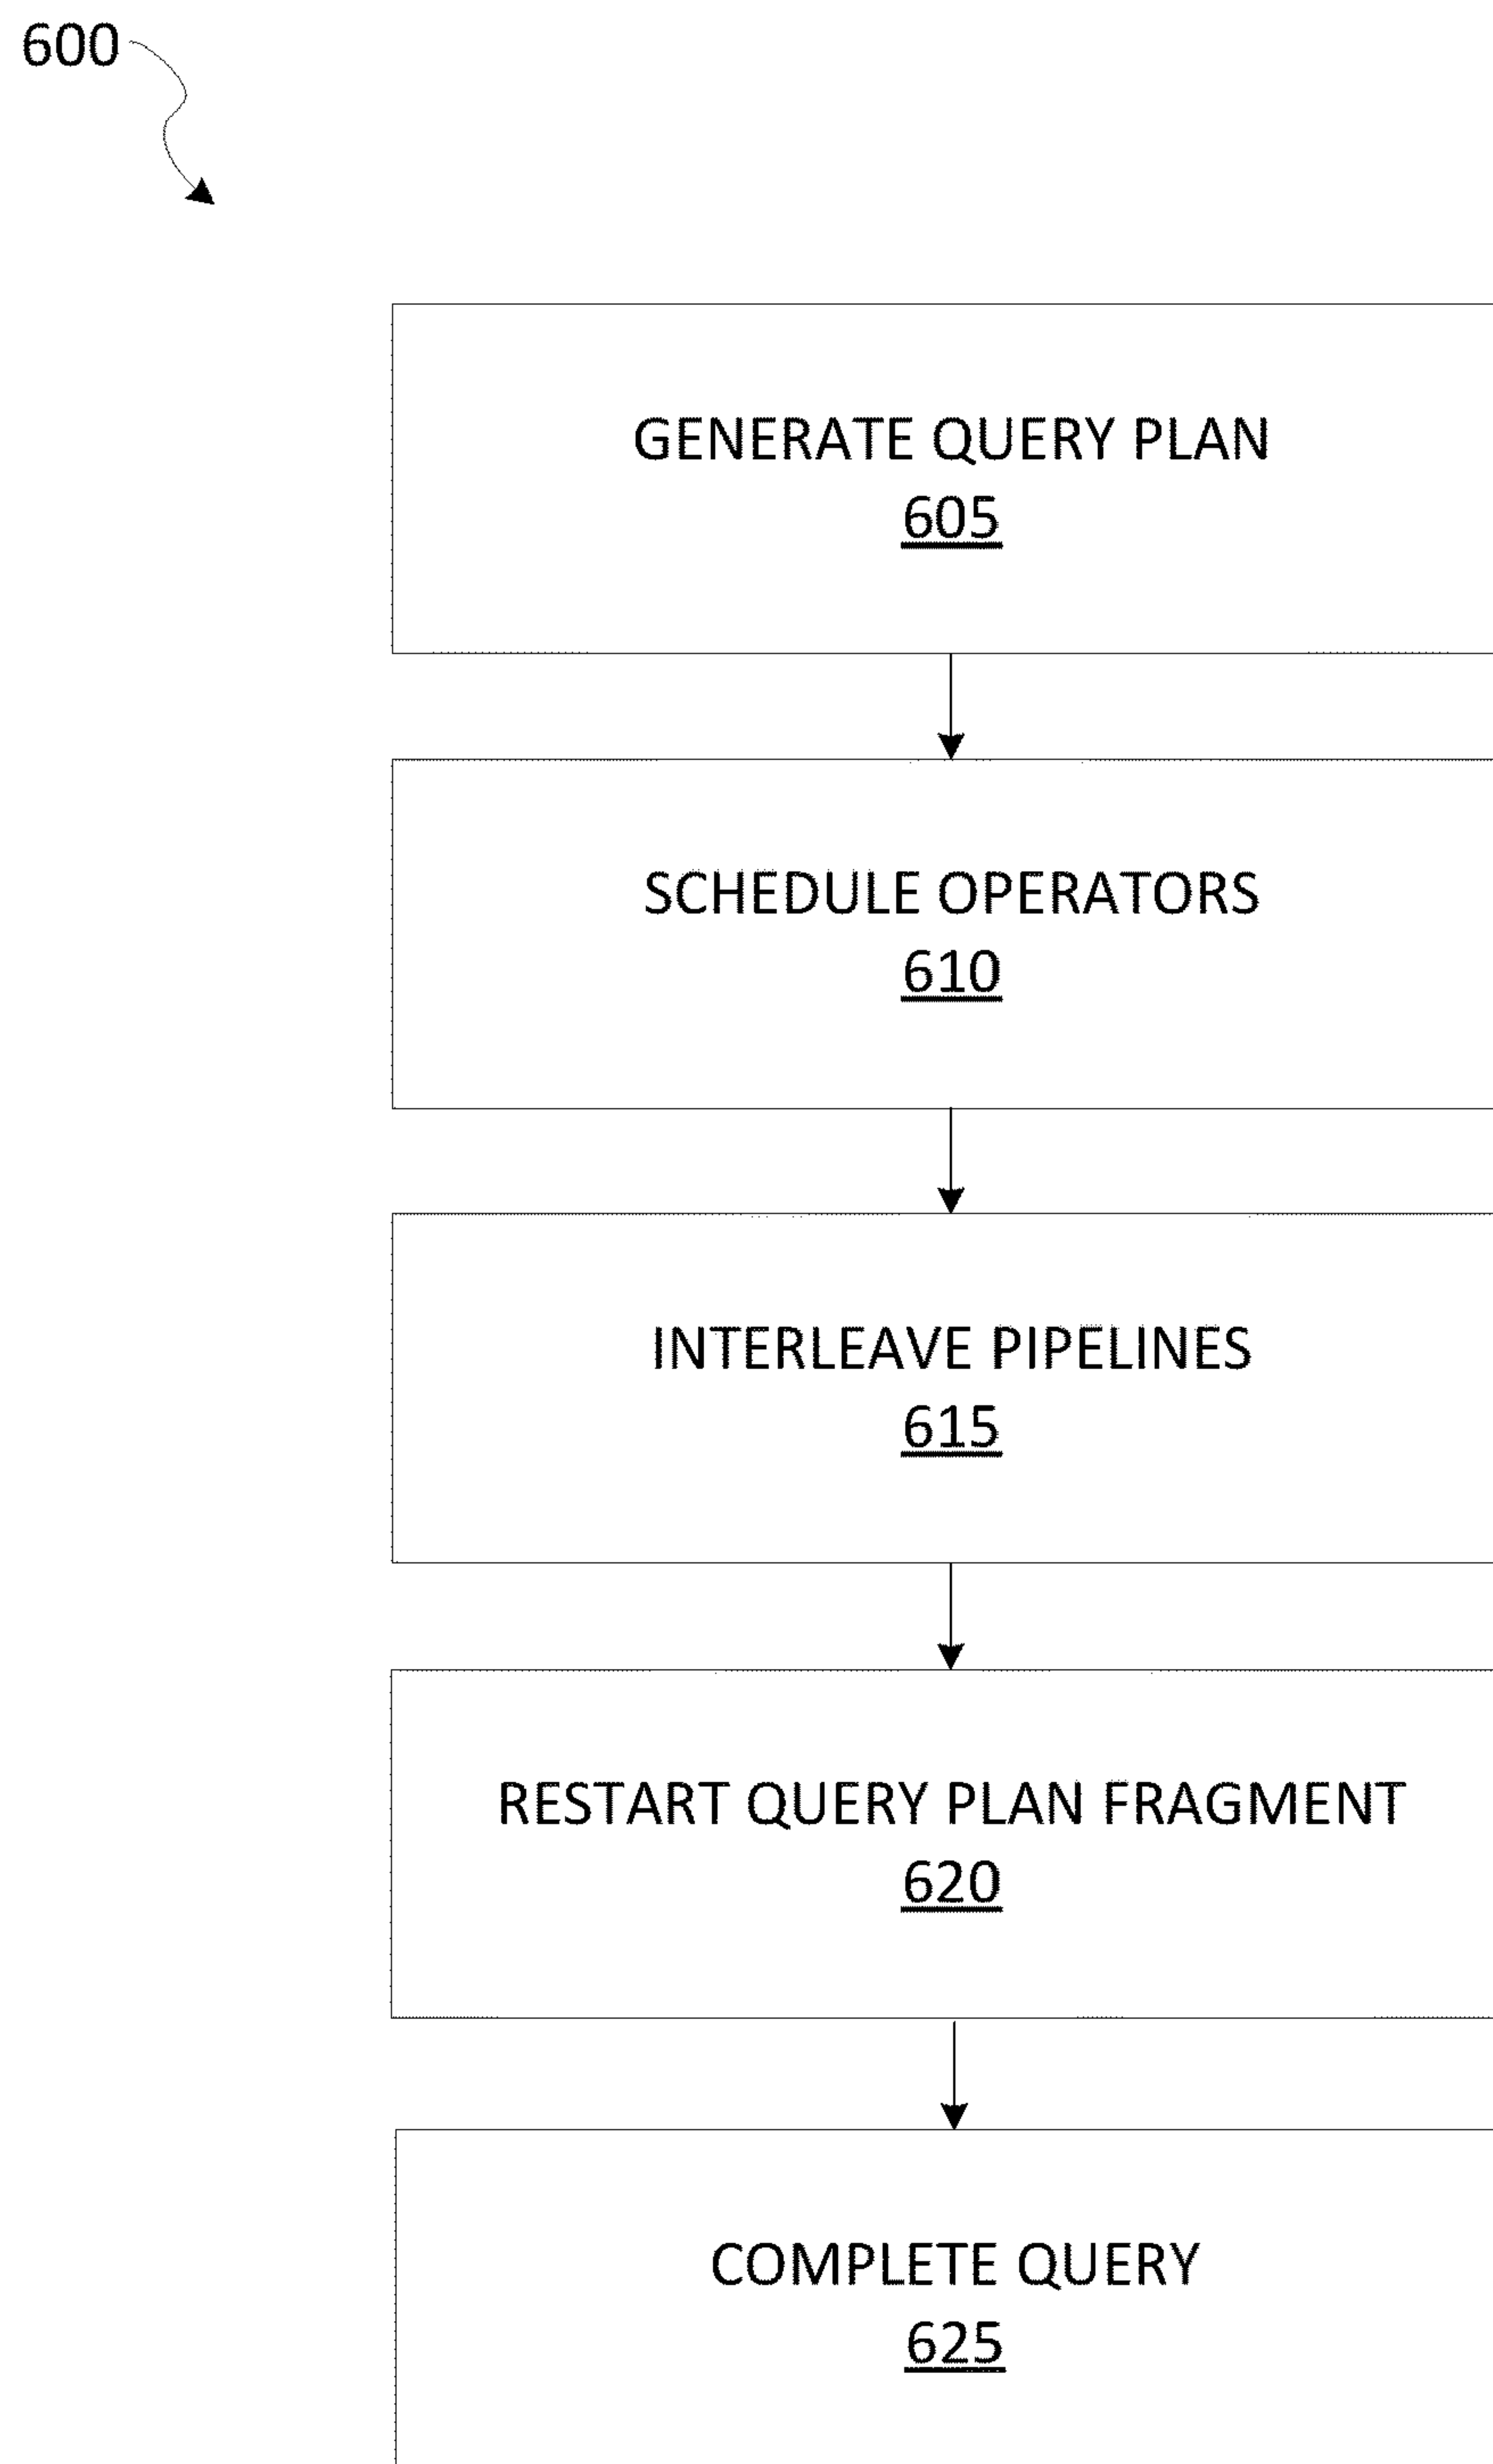 600
GENERATE QUERY PLAN
605
SCHEDULE OPERATORS
610
INTERLEAVE PIPELINES
615
RESTART QUERY PLAN FRAGMENT
620
COMPLETE QUERY
625